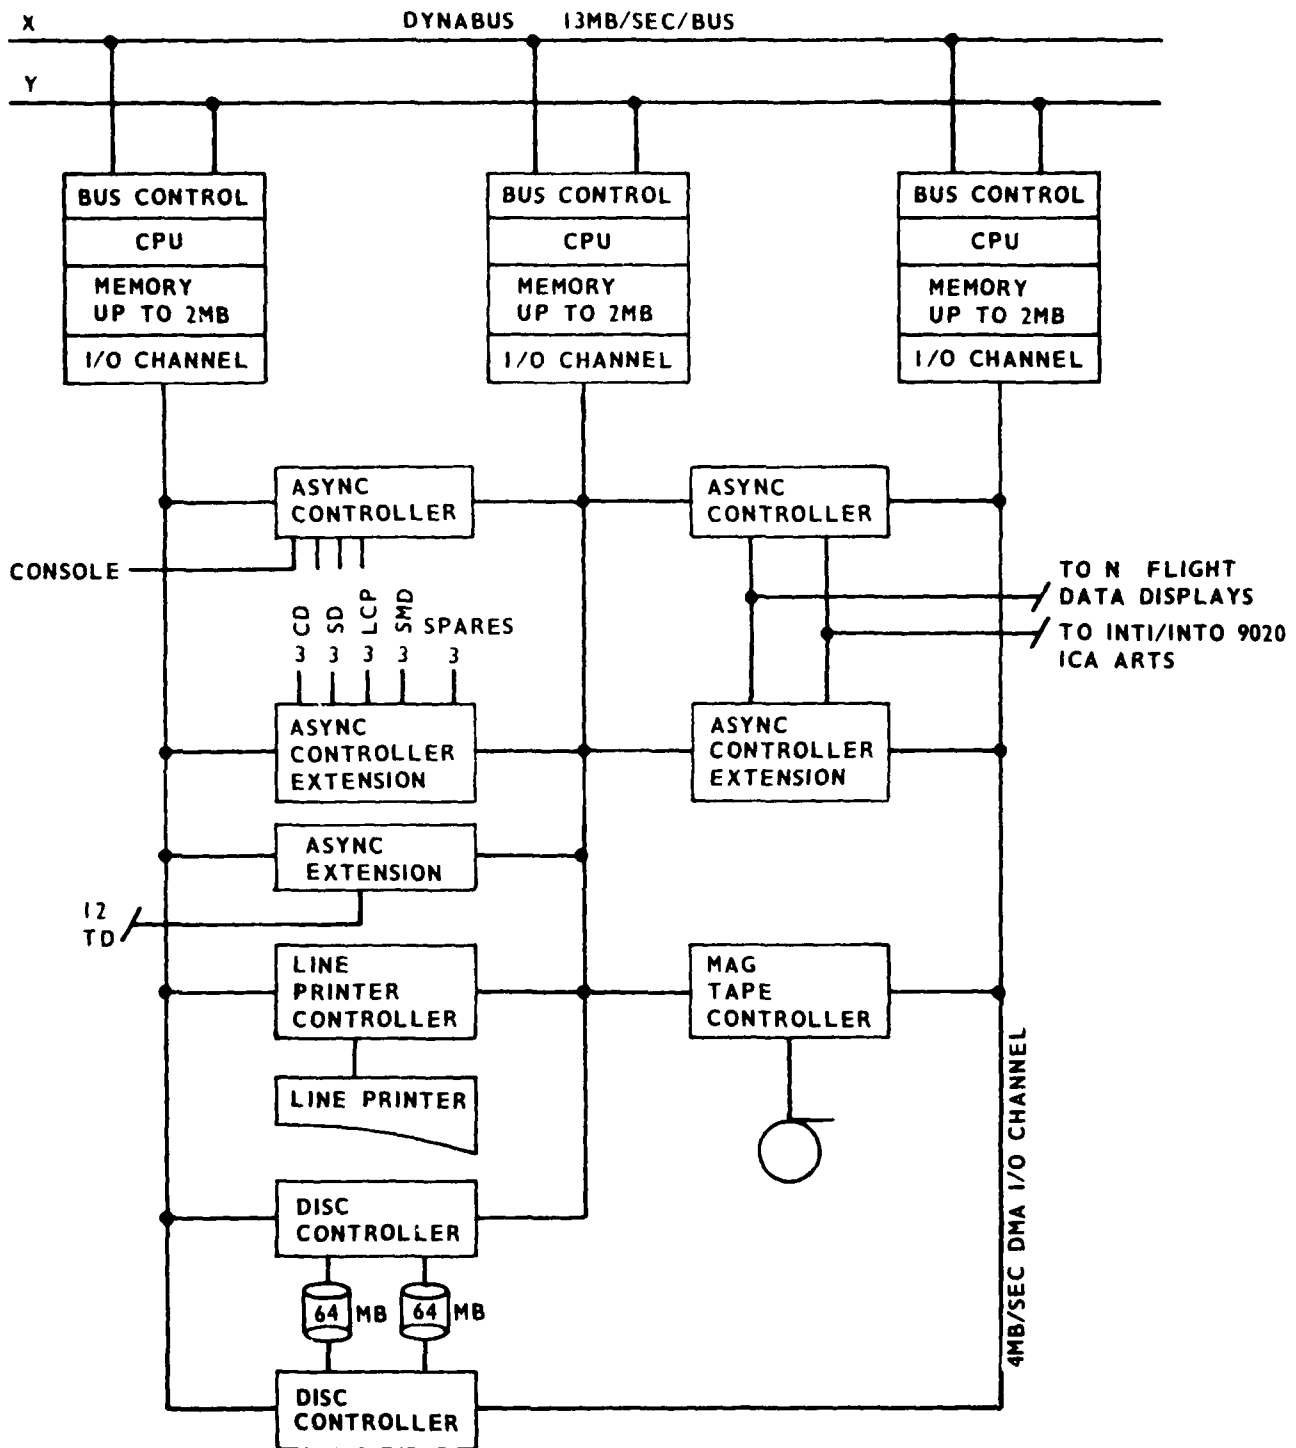 X
DYNABUS 13MB/SEC/BUS
Y
BUS CONTROL
CPU
MEMORY
UP TO 2MB
I/O CHANNEL
BUS CONTROL
CPU
MEMORY
UP TO 2MB
I/O CHANNEL
BUS CONTROL
CPU
MEMORY
UP TO 2MB
I/O CHANNEL
ASYNC
CONTROLLER
ASYNC
CONTROLLER
CONSOLE
TO N FLIGHT
DATA DISPLAYS
TO INTI/INTO 9020
ICA ARTS
3 CD
3 SD
3 LCP
3 SMD
SPARES
3
ASYNC
CONTROLLER
EXTENSION
ASYNC
CONTROLLER
EXTENSION
ASYNC
EXTENSION
12
TD
LINE
PRINTER
CONTROLLER
MAG
TAPE
CONTROLLER
LINE PRINTER
4MB/SEC DMA I/O CHANNEL
DISC
CONTROLLER
64 MB
64 MB
DISC
CONTROLLER